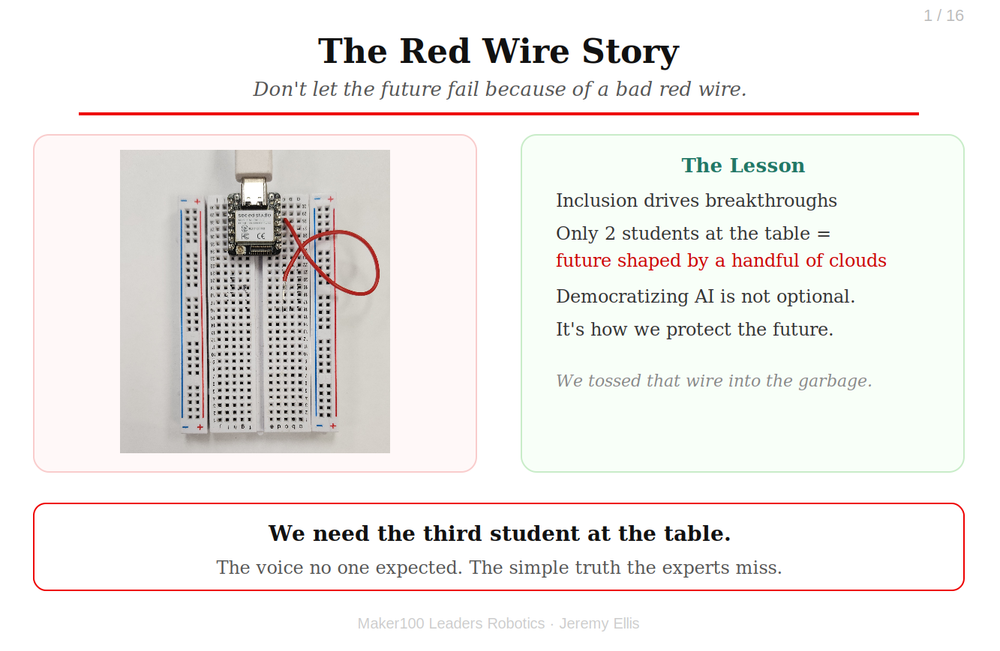 1 / 16
The Red Wire Story
Don't let the future fail because of a bad red wire.
seeed studio
The Lesson
Inclusion drives breakthroughs
Only 2 students at the table =
future shaped by a handful of clouds
Democratizing AI is not optional.
It's how we protect the future.
We tossed that wire into the garbage.
We need the third student at the table.
The voice no one expected. The simple truth the experts miss.
Maker100 Leaders Robotics · Jeremy Ellis